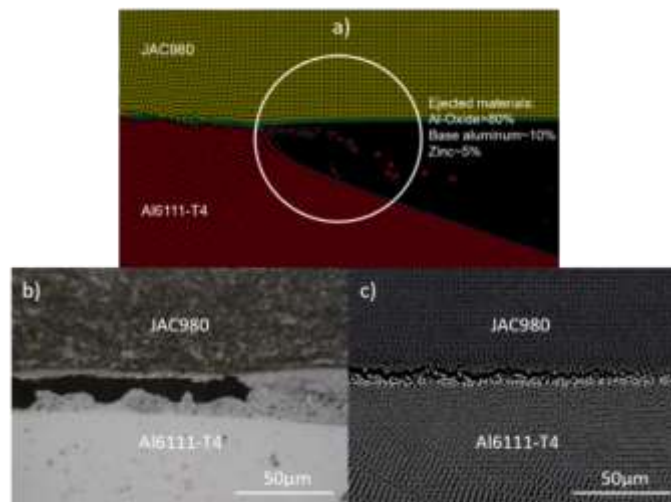 a)
JAC980
Ejected materials:
Al-Oxide>80%
Base aluminum~10%
Zinc~5%
Al6111-T4
b)
JAC980
Al6111-T4
50µm
c)
JAC980
Al6111-T4
50µm